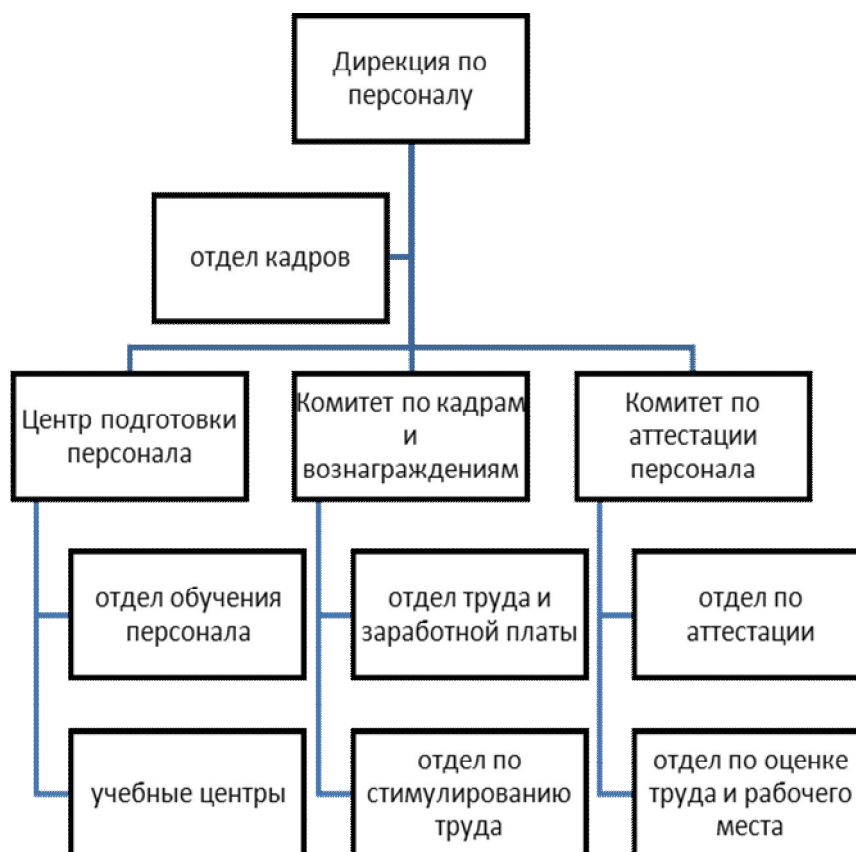 Дирекция по
персоналу
отдел кадров
Центр подготовки
персонала
Комитет по кадрам
и
вознаграждениям
Комитет по
аттестации
персонала
отдел обучения
персонала
отдел труда и
заработной платы
отдел по
аттестации
учебные центры
отдел по
стимулированию
труда
отдел по оценке
труда и рабочего
места